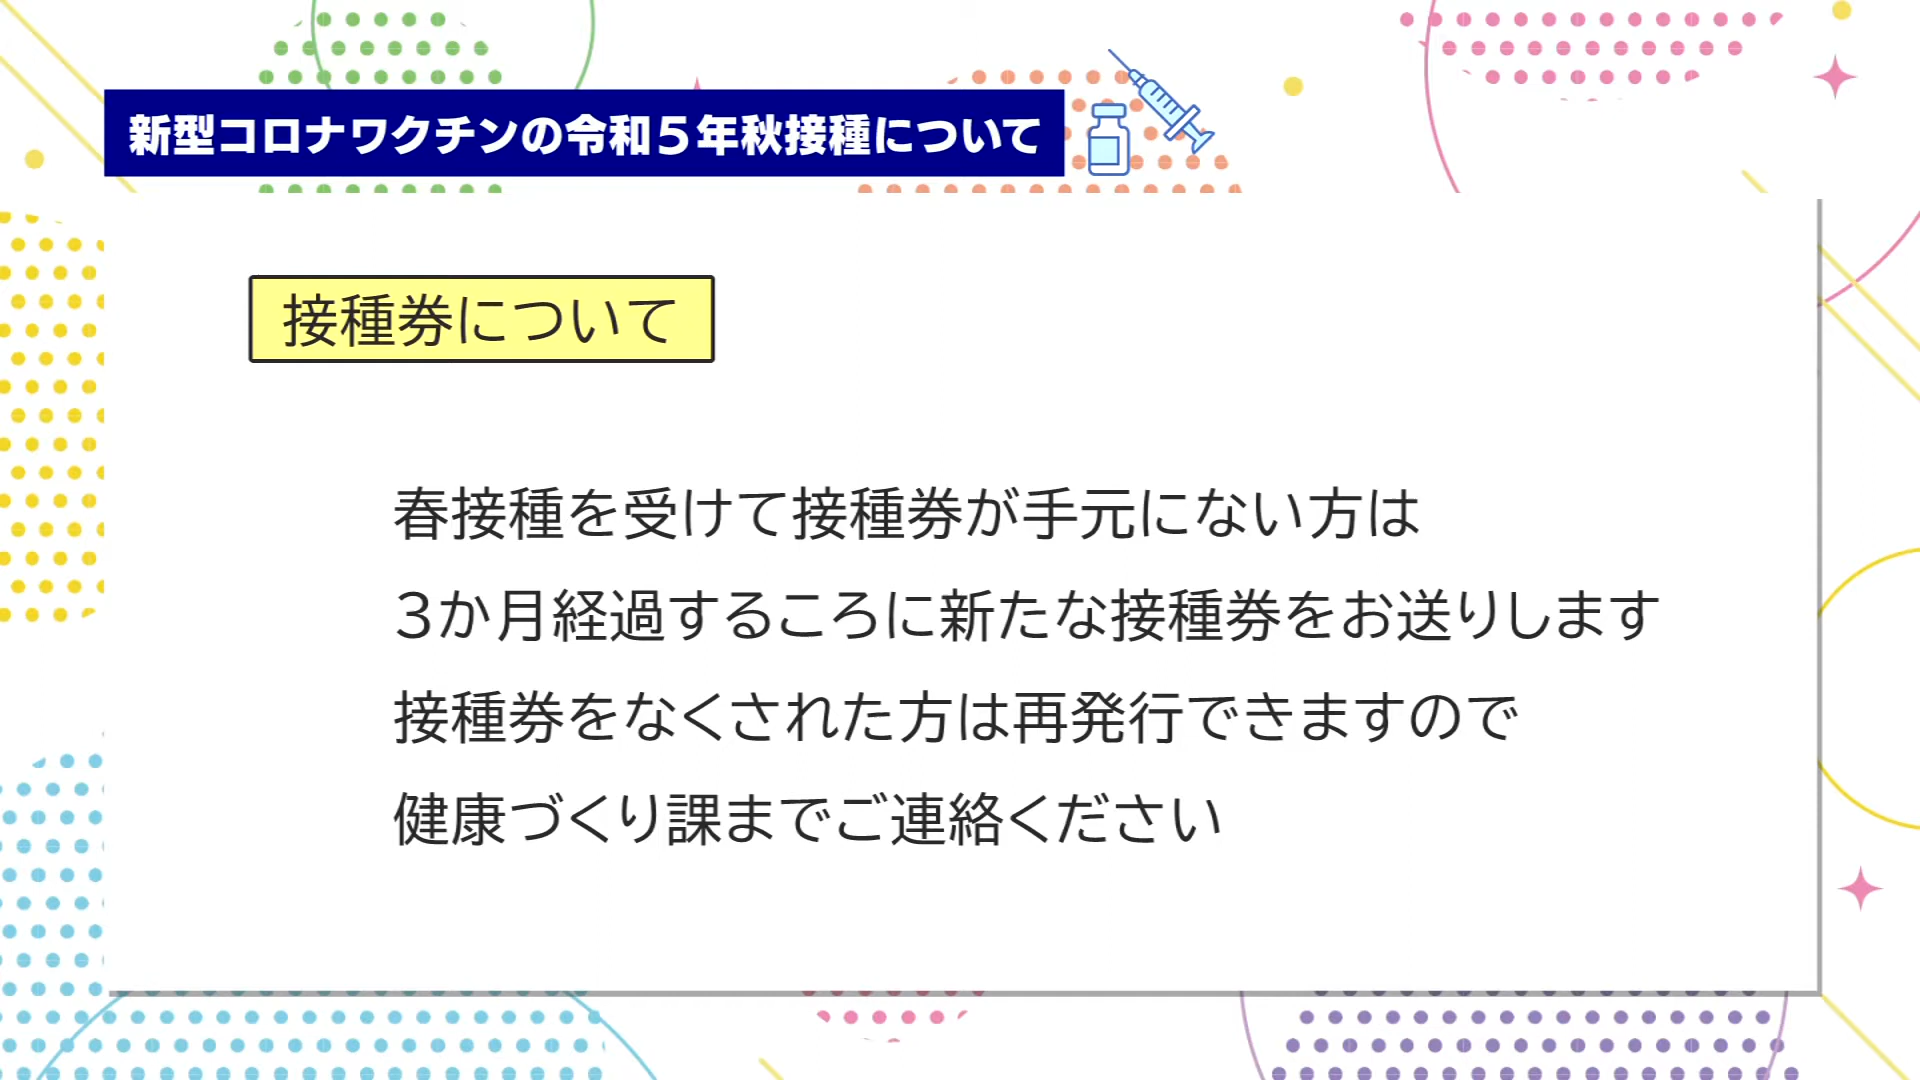 新型コロナワクチンの令和５年秋接種について
接種券について
春接種を受けて接種券が手元にない方は
３か月経過するころに新たな接種券をお送りします
接種券をなくされた方は再発行できますので
健康づくり課までご連絡ください